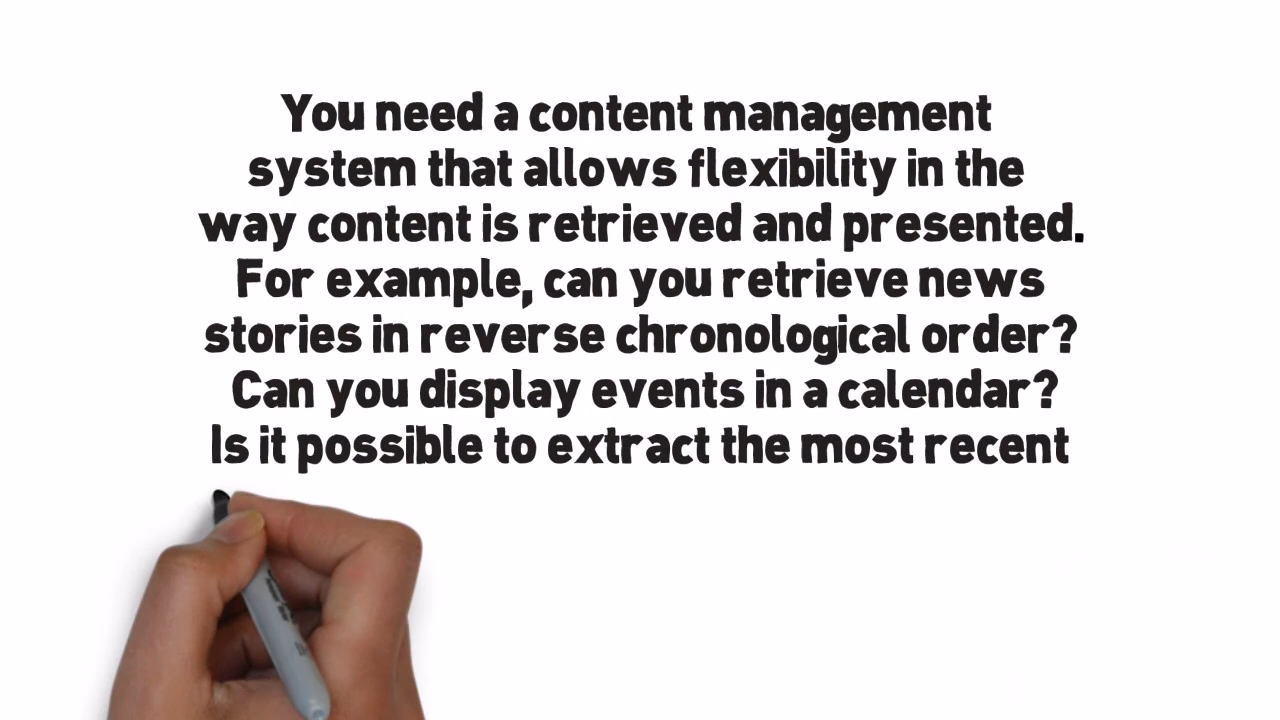 You need a content management
system that allows flexibility in the
way content is retrieved and presented.
For example, can you retrieve news
stories in reverse chronological order?
Can you display events in a calendar?
Is it possible to extract the most recent